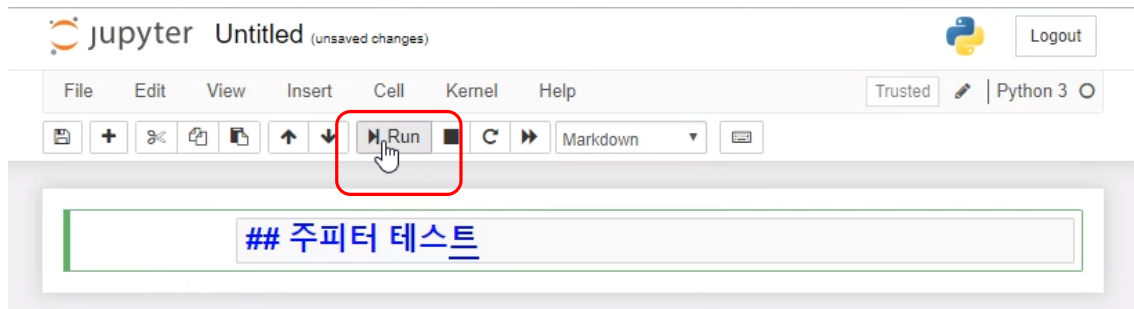 jupyter Untitled (unsaved changes) Logout
File Edit View Insert Cell Kernel Help Trusted Python 3
Run Markdown
## 주피터 테스트